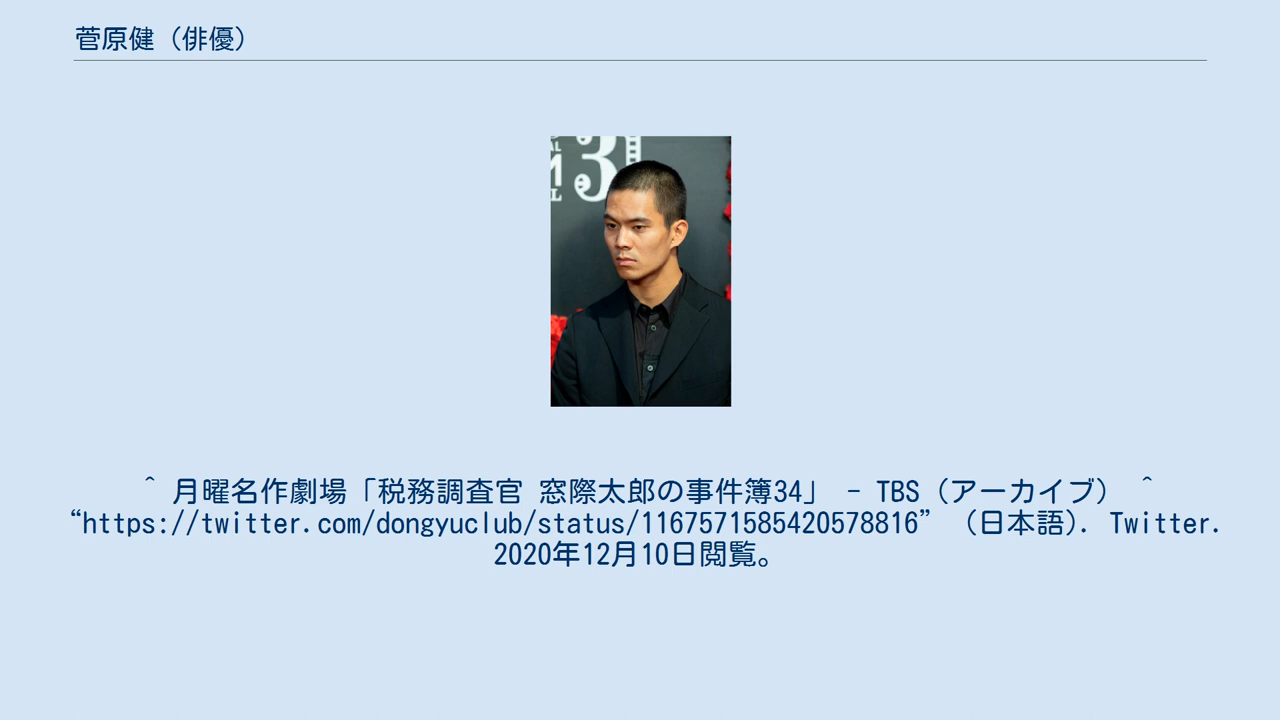 菅原健（俳優）
AL
3
M
L
^ 月曜名作劇場「税務調査官 窓際太郎の事件簿34」 - TBS（アーカイブ） ^
“https://twitter.com/dongyuclub/status/1167571585420578816” （日本語）. Twitter.
2020年12月10日閲覧。